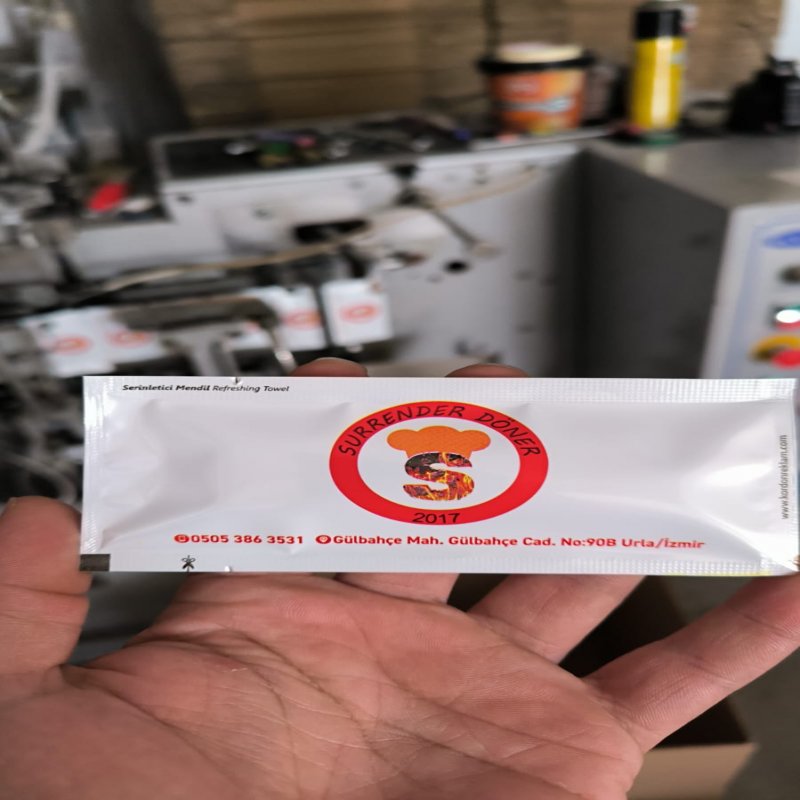 Serinletici Mendil Refreshing Towel
SURRENDER DÖNER
S
2017
0505 386 3531 Gülbahçe Mah. Gülbahçe Cad. No:90B Urla/İzmir
www.kordonreklam.com